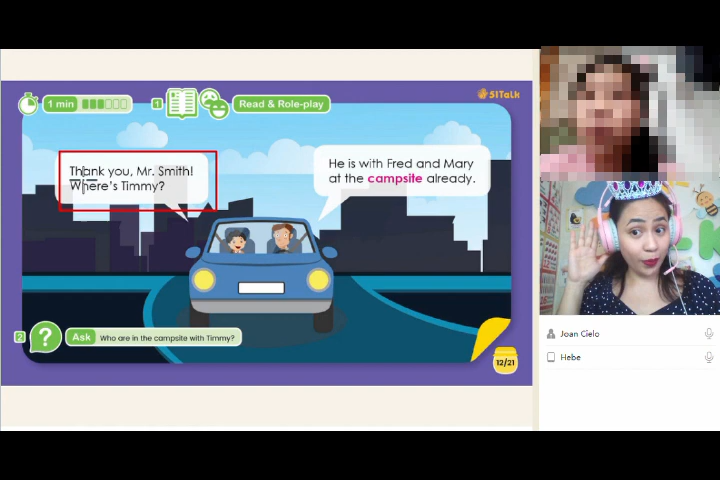 1 min
1
Read & Role-play
51Talk
Thank you, Mr. Smith!
Where's Timmy?
He is with Fred and Mary
at the campsite already.
2
?
Ask
Who are in the campsite with Timmy?
12/21
Joan Cielo
Hebe